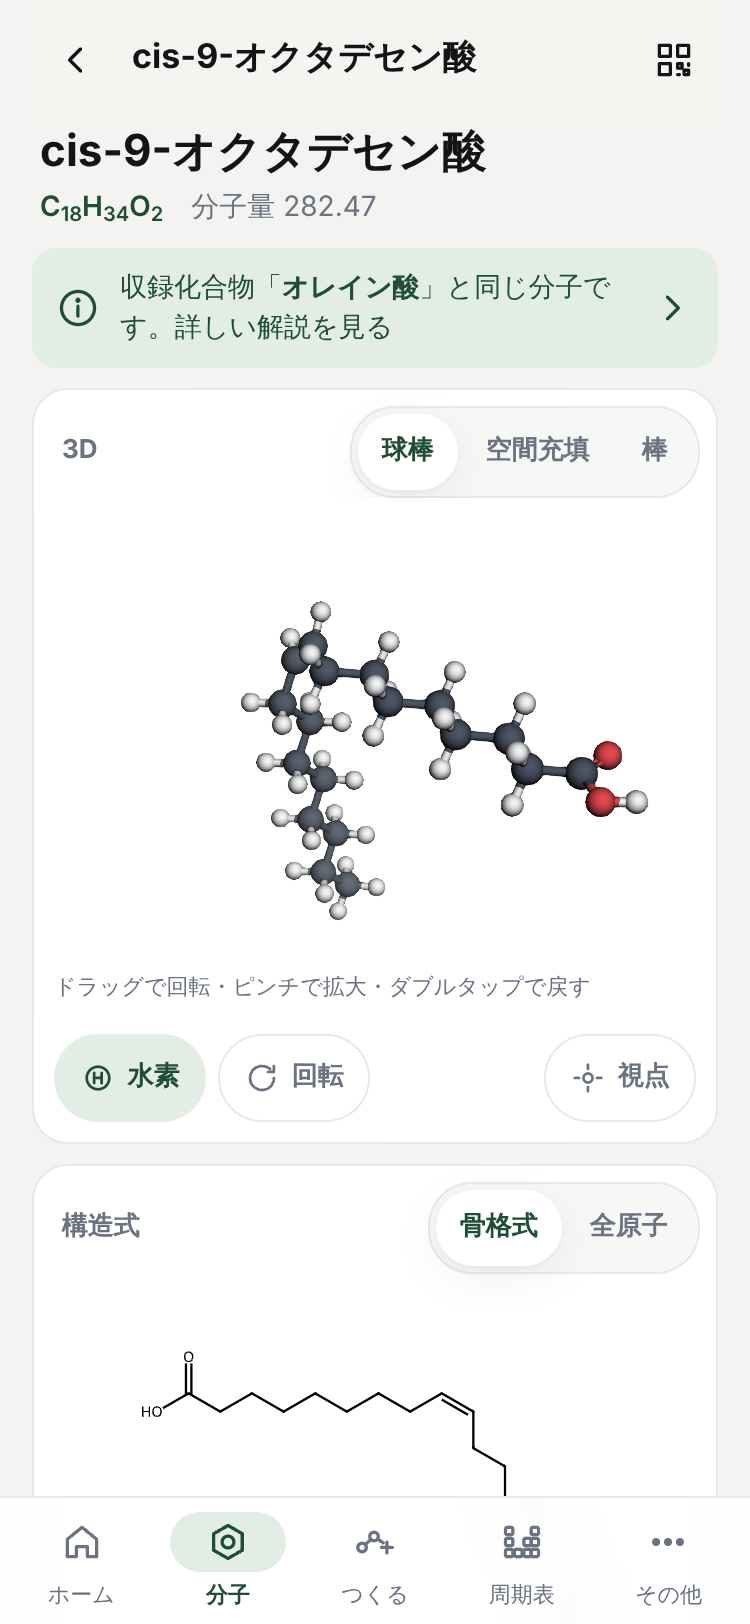 cis-9-オクタデセン酸
cis-9-オクタデセン酸
C₁₈H₃₄O₂ 分子量 282.47
収録化合物「オレイン酸」と同じ分子で
す。詳しい解説を見る
3D 球棒 空間充填 棒
ドラッグで回転・ピンチで拡大・ダブルタップで戻す
H 水素 回転 視点
構造式 骨格式 全原子
O
HO
ホーム 分子 つくる 周期表 その他